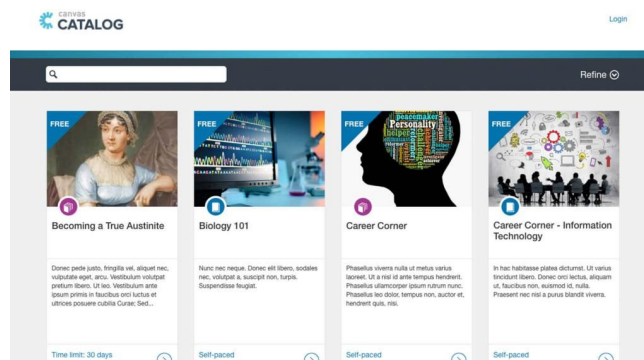 canvas
CATALOG
Login
Refine
FREE
FREE
FREE
FREE
peacemaker
Personality
helper
challenger
reformer
Becoming a True Austinite
Biology 101
Career Corner
Career Corner - Information
Technology
Donec pede justo, fringilla vel, aliquet nec,
vulputate eget, arcu. Vestibulum volutpat
pretium libero. Ut leo. Vestibulum ante
ipsum primis in faucibus orci luctus et
ultrices posuere cubilia Curae; Sed...
Nunc nec neque. Donec elit libero, sodales
nec, volutpat a, suscipit non, turpis.
Suspendisse feugiat.
Phasellus viverra nulla ut metus varius
laoreet. Ut a nisl id ante tempus hendrerit.
Phasellus ullamcorper ipsum rutrum nunc.
Phasellus leo dolor, tempus non, auctor et,
hendrerit quis, nisi.
In hac habitasse platea dictumst. Ut varius
tincidunt libero. Donec orci lectus, aliquam
ut, faucibus non, euismod id, nulla.
Praesent nec nisl a purus blandit viverra.
Time limit: 30 days
Self-paced
Self-paced
Self-paced